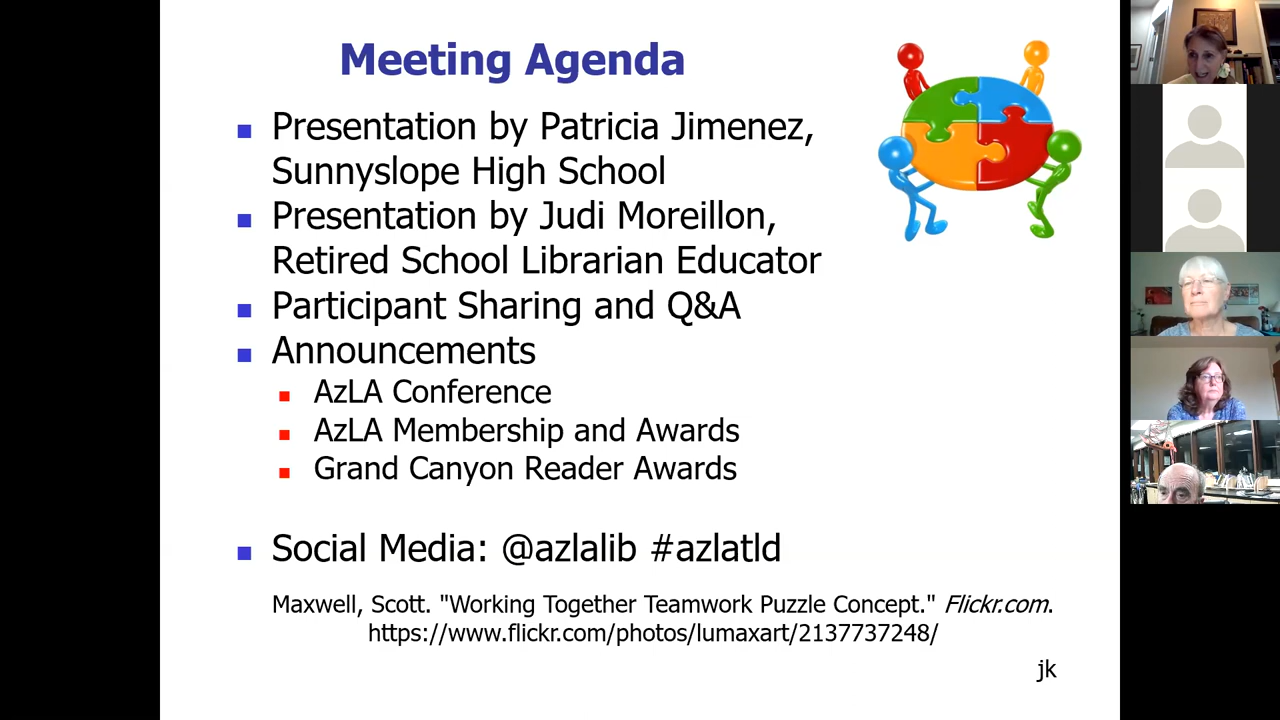 Meeting Agenda
Presentation by Patricia Jimenez,
Sunnyslope High School
Presentation by Judi Moreillon,
Retired School Librarian Educator
Participant Sharing and Q&A
Announcements
AzLA Conference
AzLA Membership and Awards
Grand Canyon Reader Awards
Social Media: @azlalib #azlatld
Maxwell, Scott. "Working Together Teamwork Puzzle Concept." Flickr.com.
https://www.flickr.com/photos/lumaxart/2137737248/
jk